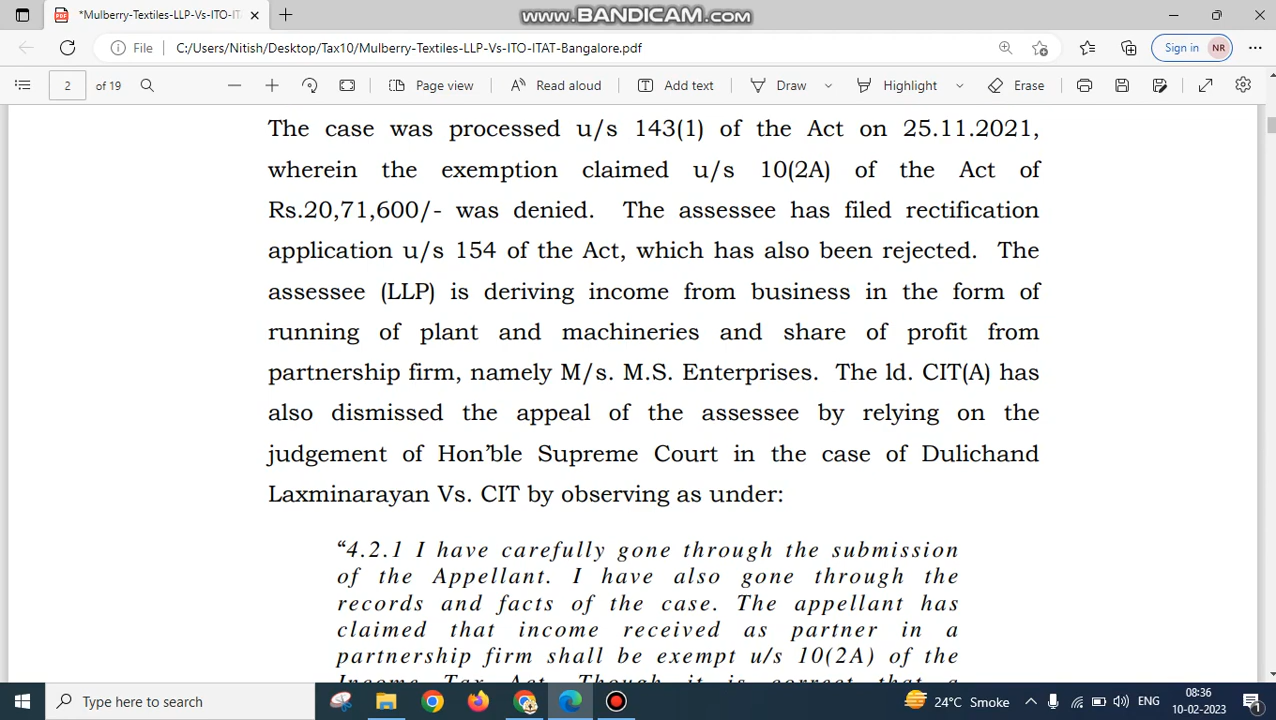 *Mulberry-Textiles-LLP-Vs-ITO-IT
www.BANDICAM.com
File
C:/Users/Nitish/Desktop/Tax10/Mulberry-Textiles-LLP-Vs-ITO-ITAT-Bangalore.pdf
Sign in NR
2 of 19
Page view
Read aloud
Add text
Draw
Highlight
Erase
The case was processed u/s 143(1) of the Act on 25.11.2021,
wherein the exemption claimed u/s 10(2A) of the Act of
Rs.20,71,600/- was denied. The assessee has filed rectification
application u/s 154 of the Act, which has also been rejected. The
assessee (LLP) is deriving income from business in the form of
running of plant and machineries and share of profit from
partnership firm, namely M/s. M.S. Enterprises. The ld. CIT(A) has
also dismissed the appeal of the assessee by relying on the
judgement of Hon’ble Supreme Court in the case of Dulichand
Laxminarayan Vs. CIT by observing as under:
“4.2.1 I have carefully gone through the submission
of the Appellant. I have also gone through the
records and facts of the case. The appellant has
claimed that income received as partner in a
partnership firm shall be exempt u/s 10(2A) of the
Income Tax Act. Though it is correct that a
Type here to search
24°C Smoke
ENG
08:36
10-02-2023
1